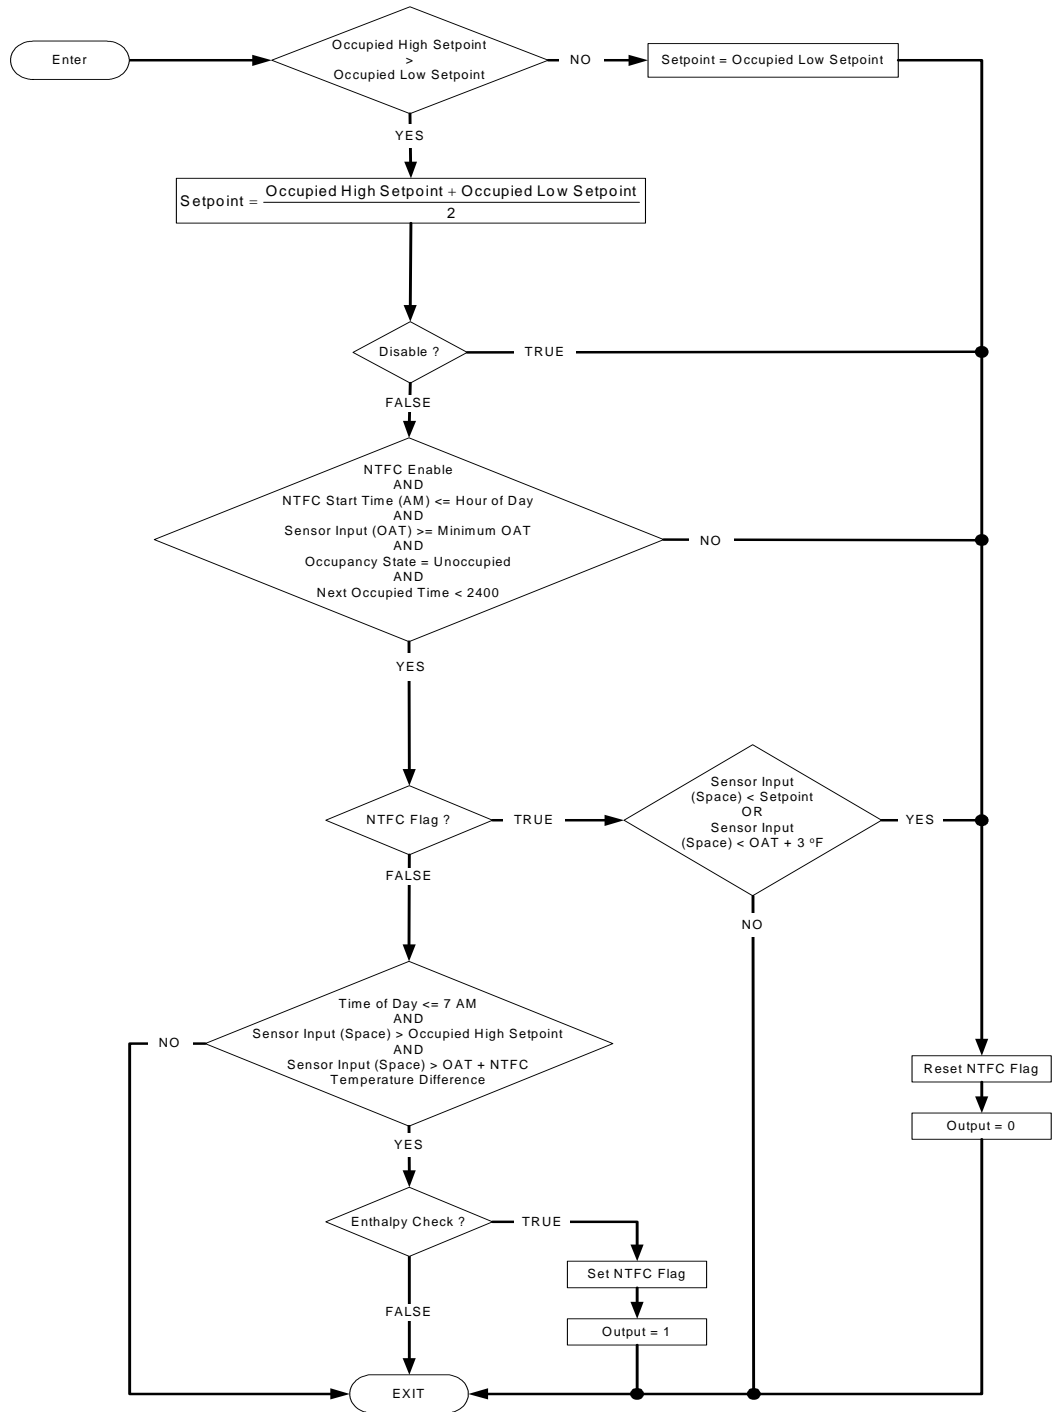 Enter
Occupied High Setpoint
>
Occupied Low Setpoint
NO
Setpoint = Occupied Low Setpoint
YES
Setpoint = Occupied High Setpoint + Occupied Low Setpoint
2
Disable ?
TRUE
FALSE
NTFC Enable
AND
NTFC Start Time (AM) <= Hour of Day
AND
Sensor Input (OAT) >= Minimum OAT
AND
Occupancy State = Unoccupied
AND
Next Occupied Time < 2400
NO
YES
NTFC Flag ?
TRUE
Sensor Input
(Space) < Setpoint
OR
Sensor Input
(Space) < OAT + 3 ºF
YES
FALSE
NO
Time of Day <= 7 AM
AND
Sensor Input (Space) > Occupied High Setpoint
AND
Sensor Input (Space) > OAT + NTFC
Temperature Difference
NO
Reset NTFC Flag
Output = 0
YES
Enthalpy Check ?
TRUE
Set NTFC Flag
FALSE
Output = 1
EXIT